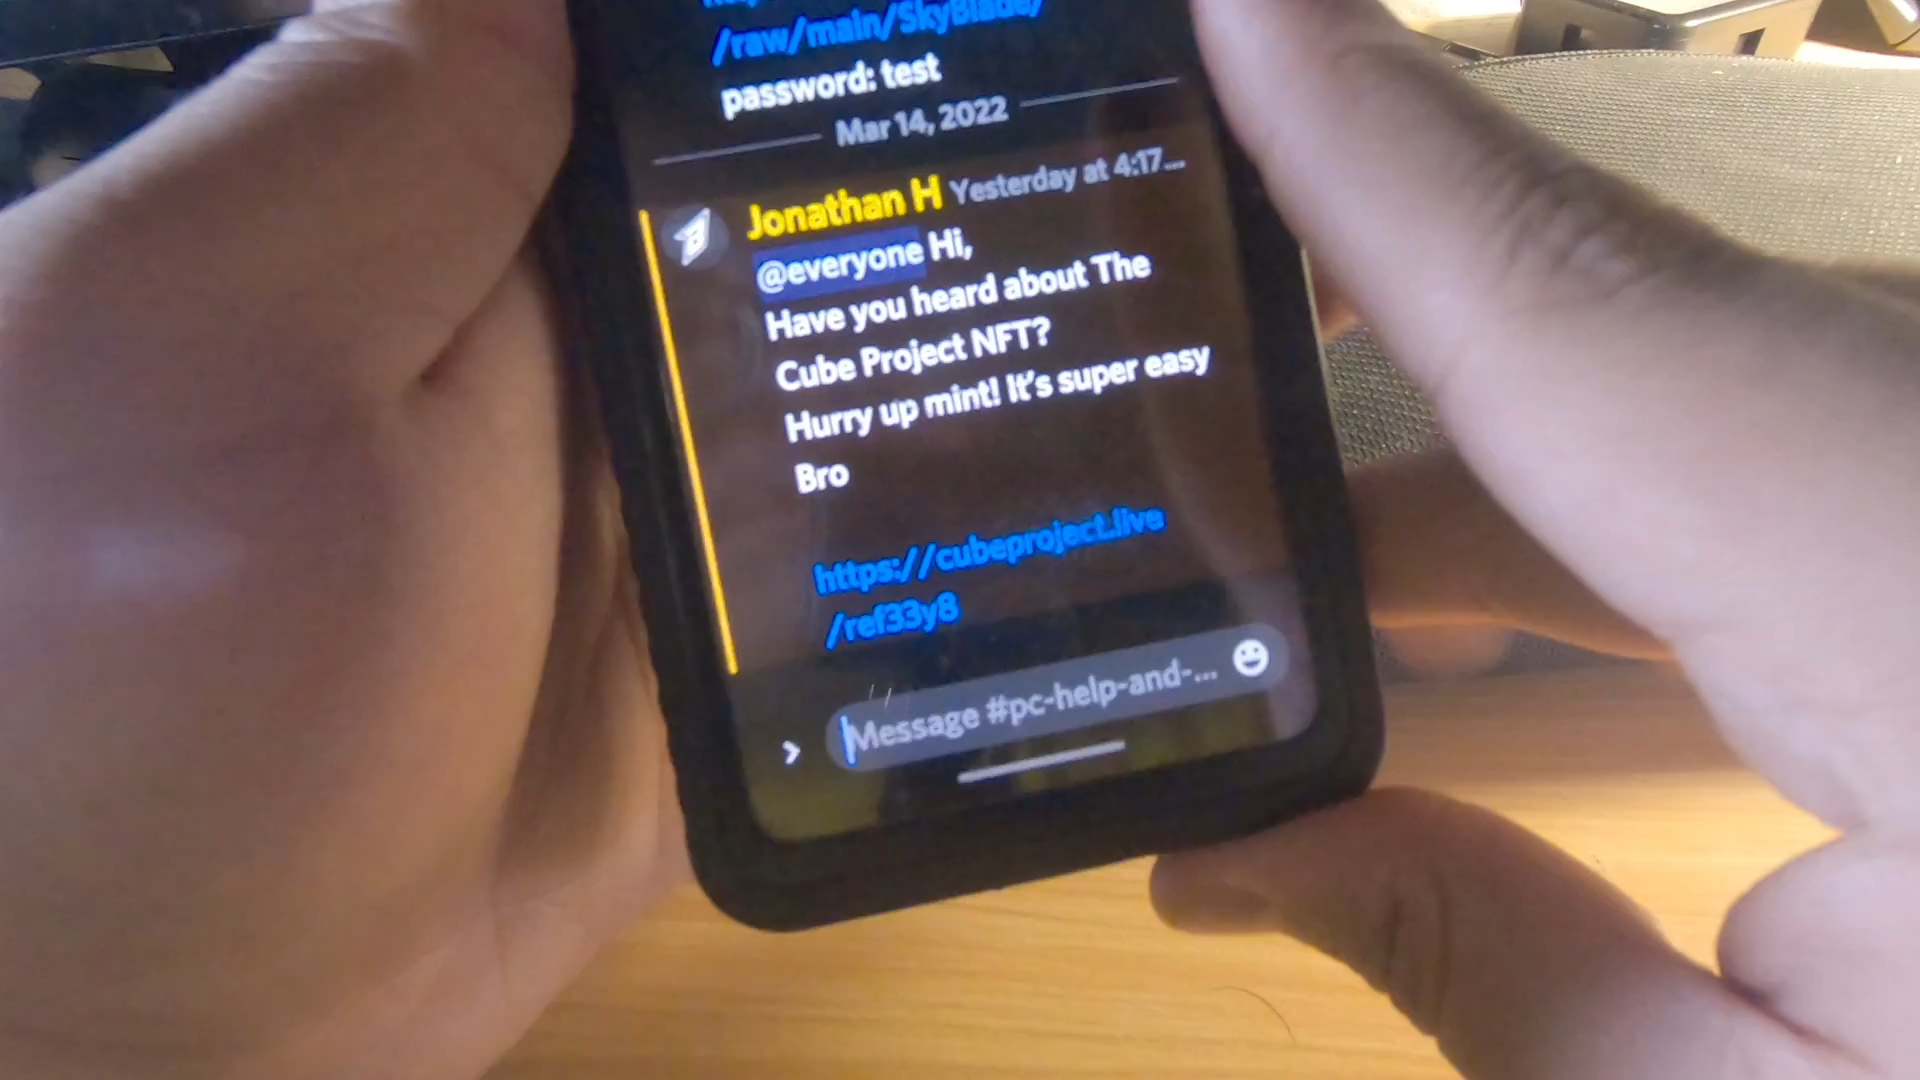 /raw/main/SkyBlade/
password: test
Mar 14, 2022
Jonathan H Yesterday at 4:17...
@everyone Hi,
Have you heard about The
Cube Project NFT?
Hurry up mint! It's super easy
Bro
https://cubeproject.live
/ref33y8
Message #pc-help-and-...